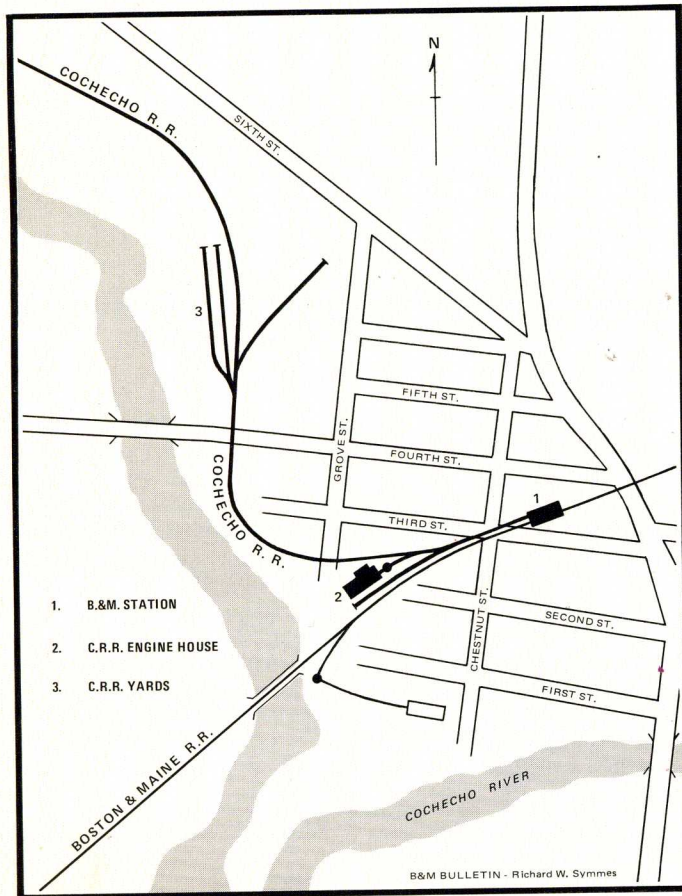 COCHECHO R. R.
N
SIXTH ST.
3
FIFTH ST.
GROVE ST.
FOURTH ST.
COCHECHO R. R.
1
THIRD ST.
2
CHESTNUT ST.
SECOND ST.
FIRST ST.
1. B.&M. STATION
2. C.R.R. ENGINE HOUSE
3. C.R.R. YARDS
BOSTON & MAINE R.R.
COCHECHO RIVER
B&M BULLETIN - Richard W. Symmes